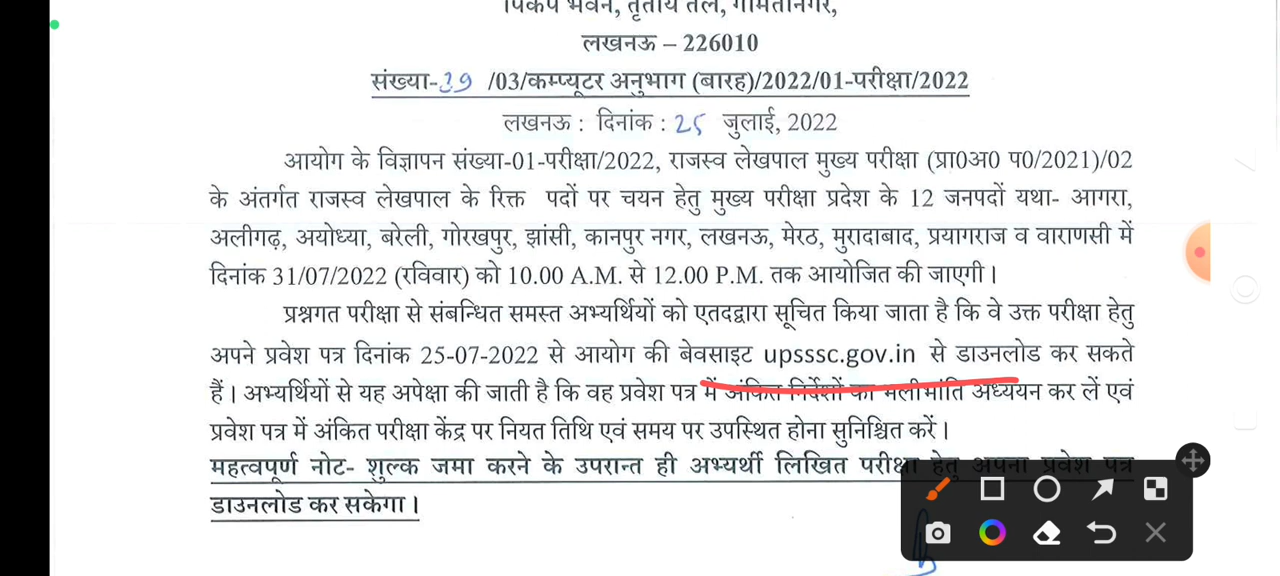 पिकप भवन, तृतीय तल, गोमतीनगर,
लखनऊ – 226010
संख्या-39 /03/कम्प्यूटर अनुभाग (बारह)/2022/01-परीक्षा/2022
लखनऊ : दिनांक : 25 जुलाई, 2022
आयोग के विज्ञापन संख्या-01-परीक्षा/2022, राजस्व लेखपाल मुख्य परीक्षा (प्रा0अ0 प0/2021)/02
के अंतर्गत राजस्व लेखपाल के रिक्त पदों पर चयन हेतु मुख्य परीक्षा प्रदेश के 12 जनपदों यथा- आगरा,
अलीगढ़, अयोध्या, बरेली, गोरखपुर, झांसी, कानपुर नगर, लखनऊ, मेरठ, मुरादाबाद, प्रयागराज व वाराणसी में
दिनांक 31/07/2022 (रविवार) को 10.00 A.M. से 12.00 P.M. तक आयोजित की जाएगी।
प्रश्नगत परीक्षा से संबन्धित समस्त अभ्यर्थियों को एतदद्वारा सूचित किया जाता है कि वे उक्त परीक्षा हेतु
अपने प्रवेश पत्र दिनांक 25-07-2022 से आयोग की बेवसाइट upsssc.gov.in से डाउनलोड कर सकते
हैं। अभ्यर्थियों से यह अपेक्षा की जाती है कि वह प्रवेश पत्र में अंकित निर्देशों का भलीभांति अध्ययन कर लें एवं
प्रवेश पत्र में अंकित परीक्षा केंद्र पर नियत तिथि एवं समय पर उपस्थित होना सुनिश्चित करें।
महत्वपूर्ण नोट- शुल्क जमा करने के उपरान्त ही अभ्यर्थी लिखित परीक्षा हेतु अपना प्रवेश पत्र
डाउनलोड कर सकेगा।